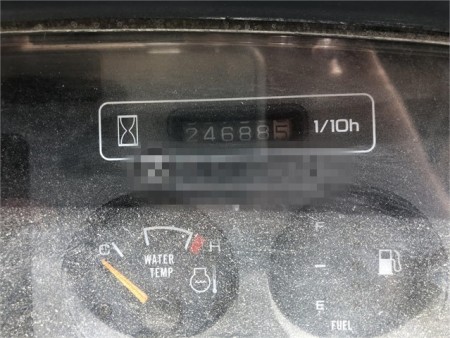 246885 1/10h
C H
WATER
TEMP
F
E
FUEL